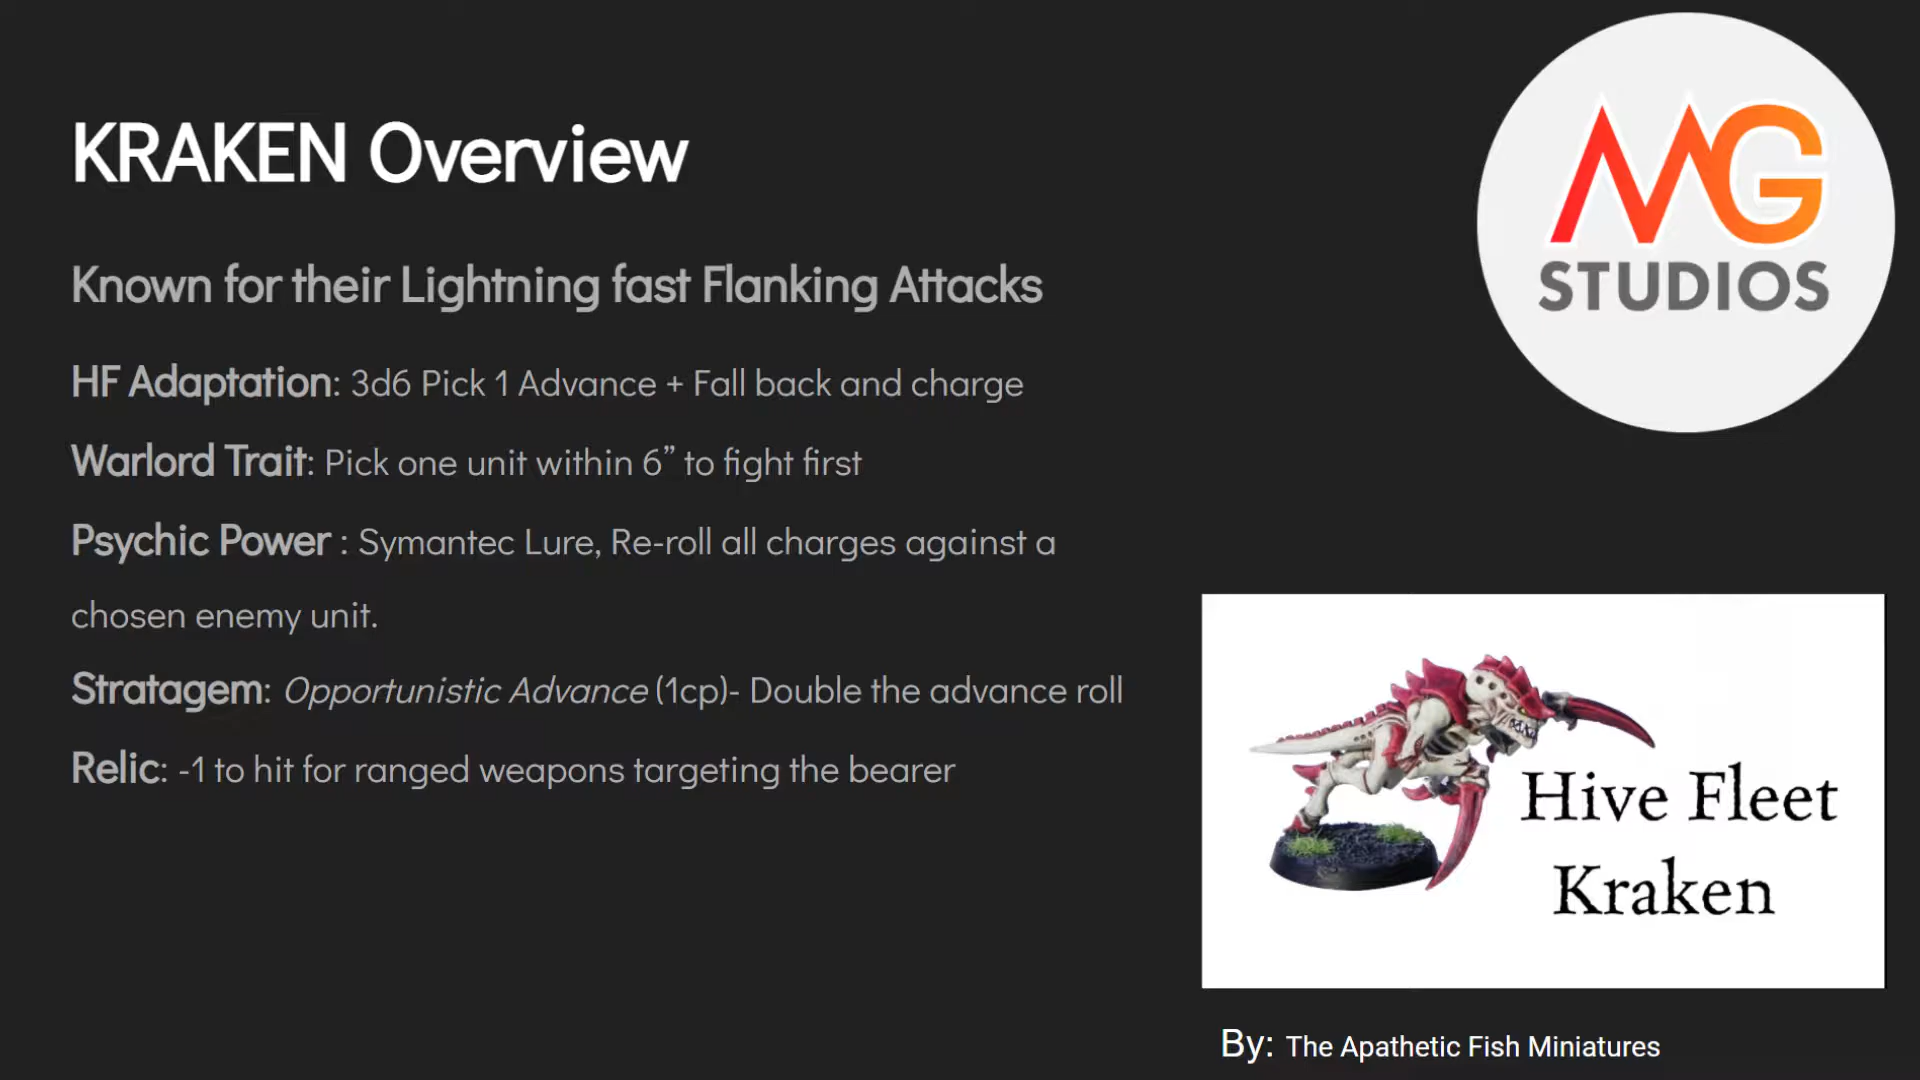 KRAKEN Overview
Known for their Lightning fast Flanking Attacks
HF Adaptation: 3d6 Pick 1 Advance + Fall back and charge
Warlord Trait: Pick one unit within 6” to fight first
Psychic Power : Symantec Lure, Re-roll all charges against a
chosen enemy unit.
Stratagem: Opportunistic Advance (1cp)- Double the advance roll
Relic: -1 to hit for ranged weapons targeting the bearer
MG
STUDIOS
Hive Fleet
Kraken
By: The Apathetic Fish Miniatures